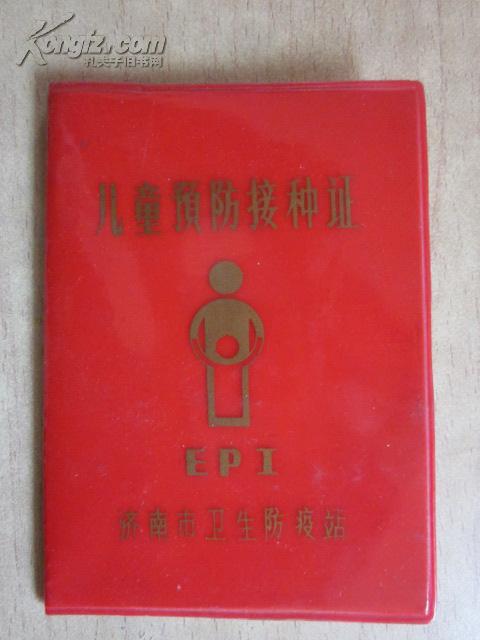 Kongfz.com
孔夫子旧书网
儿童預防接种证
EPI
济南市卫生防疫站